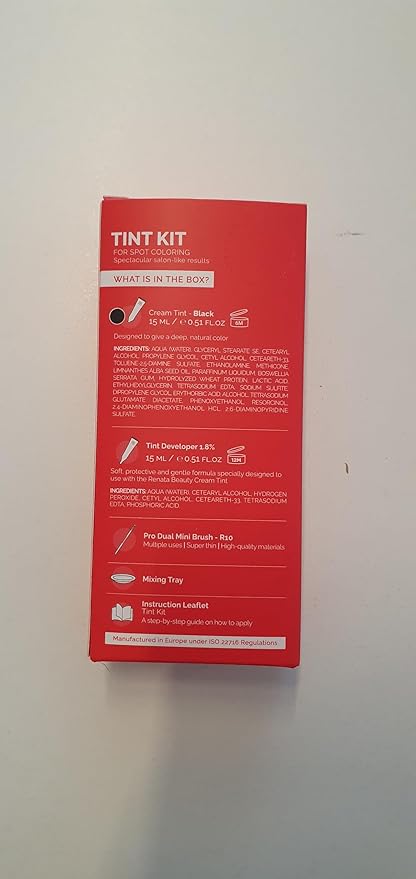 TINT KIT
FOR SPOT COLORING
Spectacular salon-like results
WHAT IS IN THE BOX?
Cream Tint - Black
15 ML / ℮ 0.51 FL.OZ
6M
Designed to give a deep, natural color
INGREDIENTS: AQUA (WATER), GLYCERYL STEARATE SE, CETEARYL
ALCOHOL, PROPYLENE GLYCOL, CETYL ALCOHOL, CETEARETH-33,
TOLUENE-2,5-DIAMINE SULFATE, ETHANOLAMINE, METHICONE,
LIMNANTHES ALBA SEED OIL, PARAFFINUM LIQUIDUM, BOSWELLIA
SERRATA GUM, HYDROLYZED WHEAT PROTEIN, LACTIC ACID,
ETHYLHEXYLGLYCERIN, TETRASODIUM EDTA, SODIUM SULFITE,
DIPROPYLENE GLYCOL, ERYTHORBIC ACID, ALCOHOL, TETRASODIUM
GLUTAMATE DIACETATE, PHENOXYETHANOL, RESORCINOL,
2,4-DIAMINOPHENOXYETHANOL HCL, 2,6-DIAMINOPYRIDINE
SULFATE.
Tint Developer 1.8%
15 ML / ℮ 0.51 FL.OZ
12M
Soft, protective and gentle formula specially designed to
use with the Renata Beauty Cream Tint
INGREDIENTS: AQUA (WATER), CETEARYL ALCOHOL, HYDROGEN
PEROXIDE, CETYL ALCOHOL, CETEARETH-33, TETRASODIUM
EDTA, PHOSPHORIC ACID.
Pro Dual Mini Brush - R10
Multiple uses | Super thin | High-quality materials
Mixing Tray
Instruction Leaflet
Tint Kit
A step-by-step guide on how to apply
Manufactured in Europe under ISO 22716 Regulations